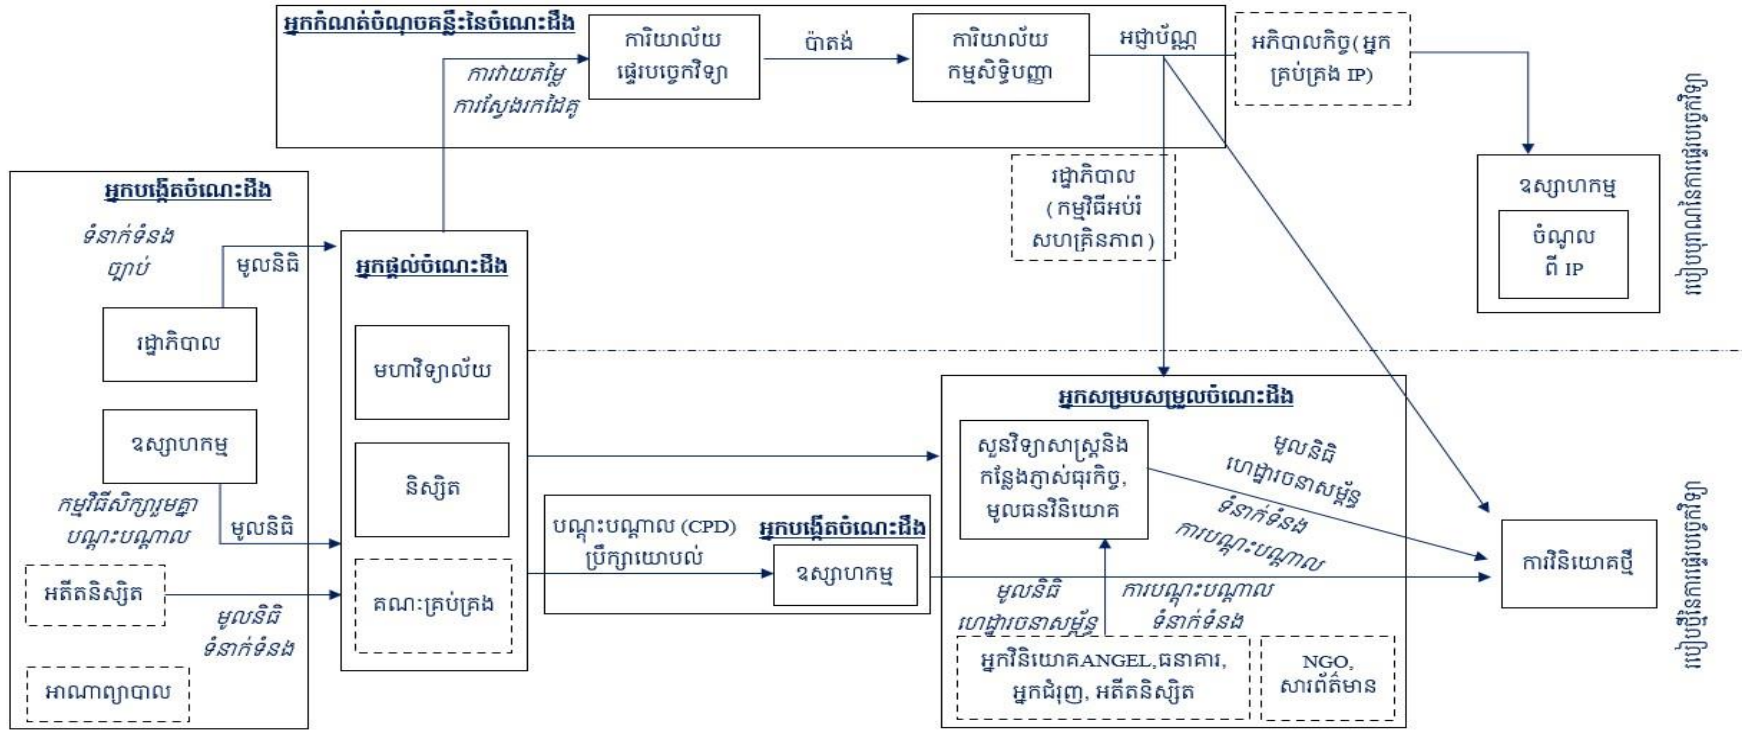 អ្នកកំណត់ចំណុចគន្លឹះនៃចំណេះដឹង
ការវាយតម្លៃ
ការស្វែងរកដៃគូ
ការិយាល័យ
ផ្ទេរបច្ចេកវិទ្យា
ប៉ាតង់
ការិយាល័យ
កម្មសិទ្ធិបញ្ញា
អជ្ញាប័ណ្ណ
អភិបាលកិច្ច(អ្នក
គ្រប់គ្រង IP)
ឧស្សាហកម្ម
ចំណូល
ពី IP
របៀបបុរាណនៃការផ្ទេរបច្ចេកវិទ្យា
រដ្ឋាភិបាល
(កម្មវិធីអប់រំ
សហគ្រិនភាព)
អ្នកបង្កើតចំណេះដឹង
ទំនាក់ទំនង
ច្បាប់
មូលនិធិ
រដ្ឋាភិបាល
ឧស្សាហកម្ម
កម្មវិធីសិក្សារួមគ្នា
បណ្តុះបណ្តាល
មូលនិធិ
អតីតនិស្សិត
មូលនិធិ
ទំនាក់ទំនង
អាណាព្យាបាល
អ្នកផ្តល់ចំណេះដឹង
មហាវិទ្យាល័យ
និស្សិត
គណៈគ្រប់គ្រង
បណ្តុះបណ្តាល (CPD)
ប្រឹក្សាយោបល់
អ្នកបង្កើតចំណេះដឹង
ឧស្សាហកម្ម
អ្នកសម្របសម្រួលចំណេះដឹង
សួនវិទ្យាសាស្ត្រនិង
កន្លែងភ្ញាស់ធុរកិច្ច,
មូលធនវិនិយោគ
មូលនិធិ
ហេដ្ឋារចនាសម្ព័ន្ធ
ទំនាក់ទំនង
ការបណ្តុះបណ្តាល
មូលនិធិ
ហេដ្ឋារចនាសម្ព័ន្ធ
ការបណ្តុះបណ្តាល
ទំនាក់ទំនង
អ្នកវិនិយោគANGEL,ធនាគារ,
អ្នកជំរុញ, អតីតនិស្សិត
NGO,
សារព័ត៌មាន
ការវិនិយោគថ្មី
របៀបថ្មីនៃការផ្ទេរបច្ចេកវិទ្យា